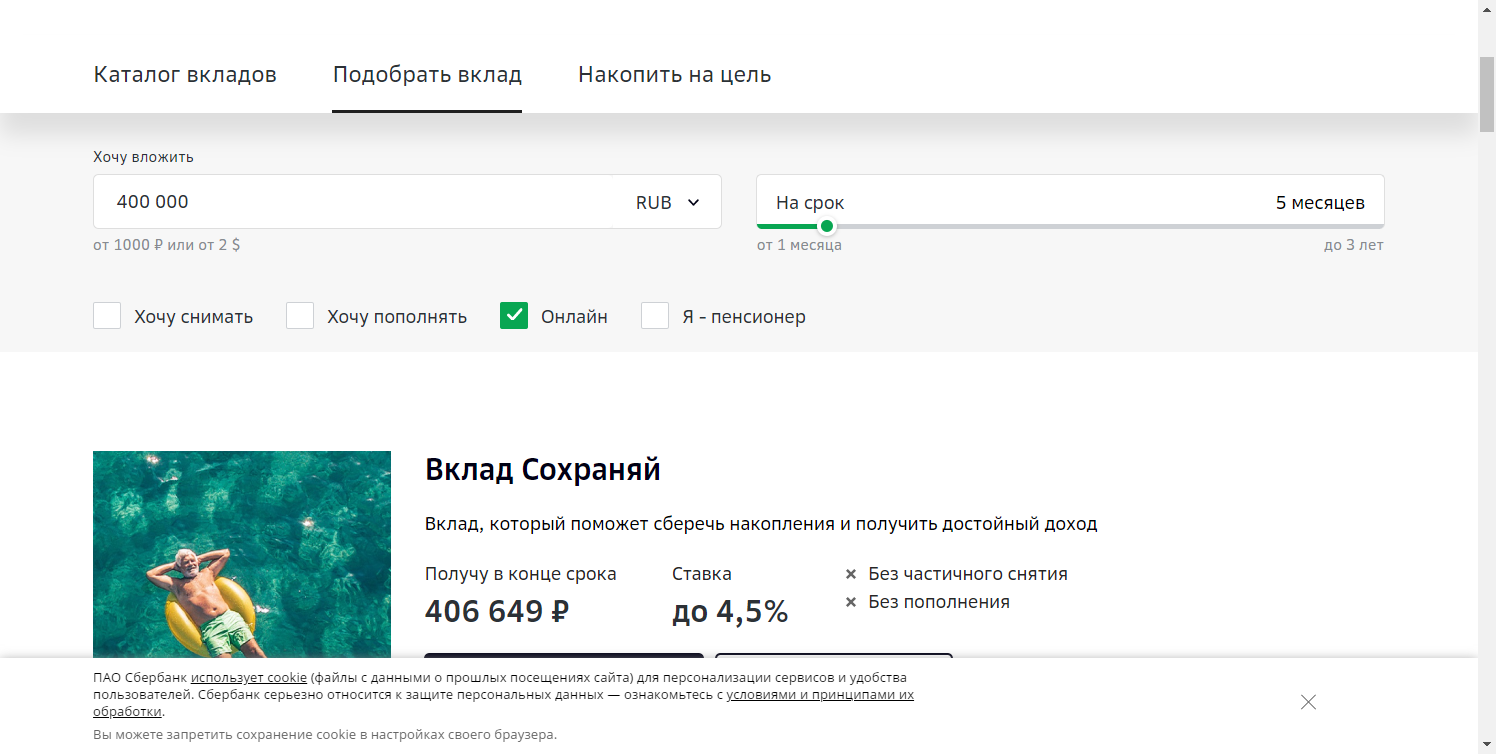 Каталог вкладов Подобрать вклад Накопить на цель
Хочу вложить
400 000 RUB
На срок 5 месяцев
от 1000 ₽ или от 2 $
от 1 месяца до 3 лет
Хочу снимать Хочу пополнять Онлайн Я - пенсионер
Вклад Сохраняй
Вклад, который поможет сберечь накопления и получить достойный доход
Получу в конце срока
406 649 ₽
Ставка
до 4,5%
Без частичного снятия
Без пополнения
ПАО Сбербанк использует cookie (файлы с данными о прошлых посещениях сайта) для персонализации сервисов и удобства
пользователей. Сбербанк серьезно относится к защите персональных данных — ознакомьтесь с условиями и принципами их
обработки.
Вы можете запретить сохранение cookie в настройках своего браузера.